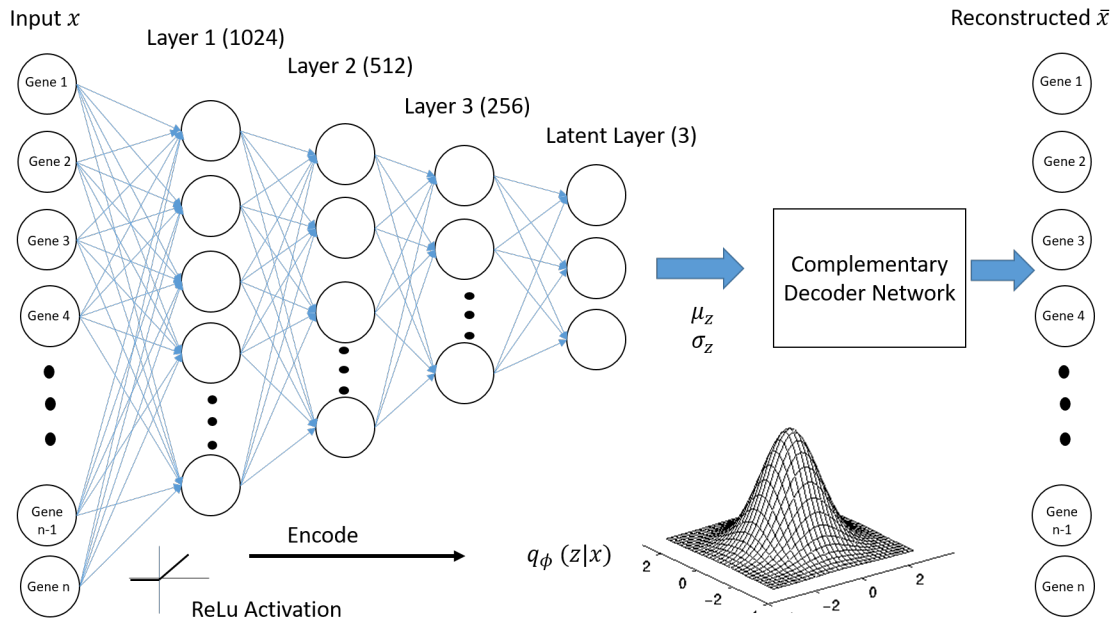 Input x
Reconstructed x̄
Layer 1 (1024)
Layer 2 (512)
Layer 3 (256)
Latent Layer (3)
Gene 1
Gene 2
Gene 3
Gene 4
Gene
n-1
Gene n
Complementary
Decoder Network
μz
σz
Gene 1
Gene 2
Gene 3
Gene 4
Gene
n-1
Gene n
Encode
ReLu Activation
qϕ (z|x)
2
0
−2
−2
0
2